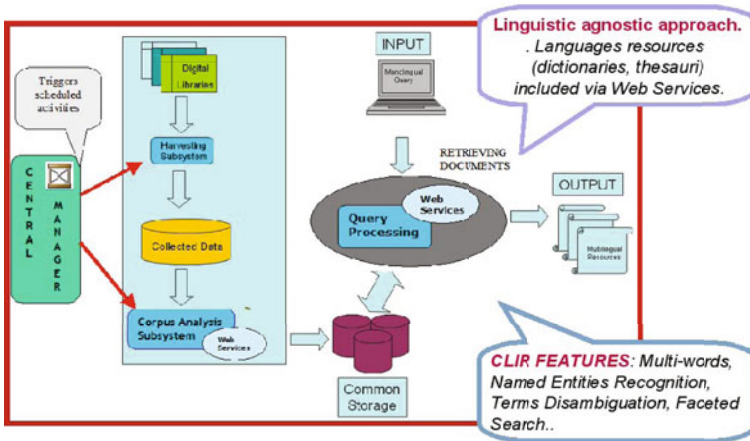 Linguistic agnostic approach.
. Languages resources
(dictionaries, thesauri)
included via Web Services.
INPUT
Monolingual
Query
Digital
Libraries
Triggers
scheduled
activities
Harvesting
Subsystem
RETRIEVING
DOCUMENTS
CENTRAL
MANAGER
Web
Services
Query
Processing
OUTPUT
Multilingual
Resources
Collected Data
Corpus Analysis
Subsystem
Web
Services
Common
Storage
CLIR FEATURES: Multi-words,
Named Entities Recognition,
Terms Disambiguation, Faceted
Search..